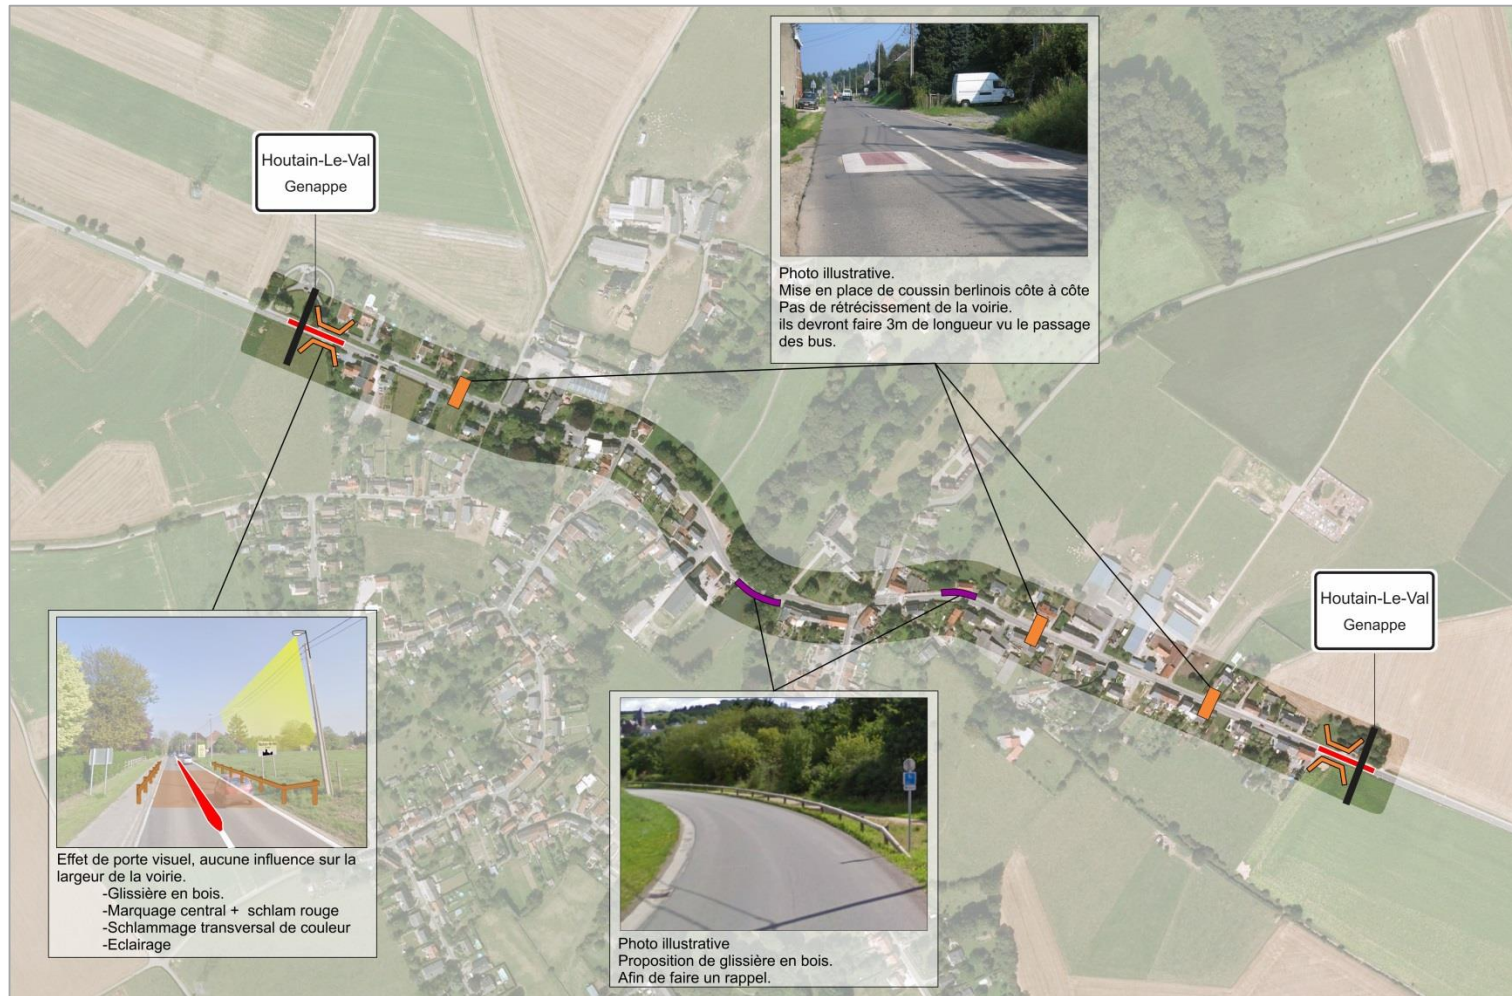 Houtain-Le-Val
Genappe
Photo illustrative.
Mise en place de coussin berlinois côte à côte
Pas de rétrécissement de la voirie.
ils devront faire 3m de longueur vu le passage
des bus.
Houtain-Le-Val
Genappe
Effet de porte visuel, aucune influence sur la
largeur de la voirie.
-Glissière en bois.
-Marquage central + schlam rouge
-Schlammage transversal de couleur
-Eclairage
Photo illustrative
Proposition de glissière en bois.
Afin de faire un rappel.